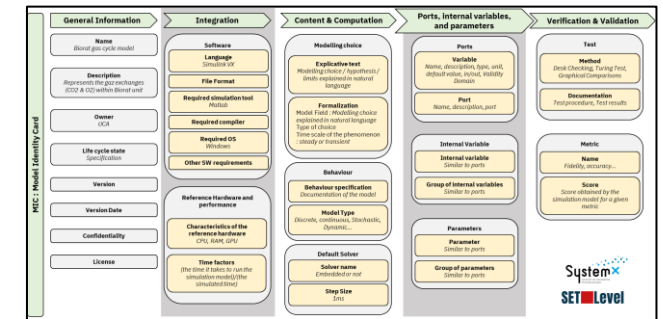 MIC : Model Identity Card
General Information
Name
Biorat gas cycle model
Description
Represents the gaz exchanges
(CO2 & O2) within Biorat unit
Owner
UCA
Life cycle state
Specification
Version
Version Date
Confidentiality
License
Integration
Software
Language
Simulink VX
File Format
Required simulation tool
Matlab
Required compiler
Required OS
Windows
Other SW requirements
Reference Hardware and
performance
Characteristics of the
reference hardware
CPU, RAM, GPU
Time factors
(the time it takes to run the
simulation model)/(the
simulated time)
Content & Computation
Modelling choice
Explicative text
Modelling choice / hypothesis /
limits explained in natural
language
Formalization
Model Field : Modelling choice
explained in natural language
Type of choice
Time scale of the phenomenon
: steady or transient
Behaviour
Behaviour specification
Documentation of the model
Model Type
Discrete, continuous, Stochastic,
Dynamic...
Default Solver
Solver name
Embedded or not
Step Size
1ms
Ports, internal variables,
and parameters
Ports
Variable
Name, description, type, unit,
default value, in/out, Validity
Domain
Port
Name, description, port
Internal Variable
Internal variable
Similar to ports
Group of internal variables
Similar to ports
Parameters
Parameter
Similar to ports
Group of parameters
Similar to ports
Verification & Validation
Test
Method
Desk Checking, Turing Test,
Graphical Comparisons
Documentation
Test procedure, Test results
Metric
Name
Fidelity, accuracy...
Score
Score obtained by the
simulation model for a given
metric
SystemX
SET Level